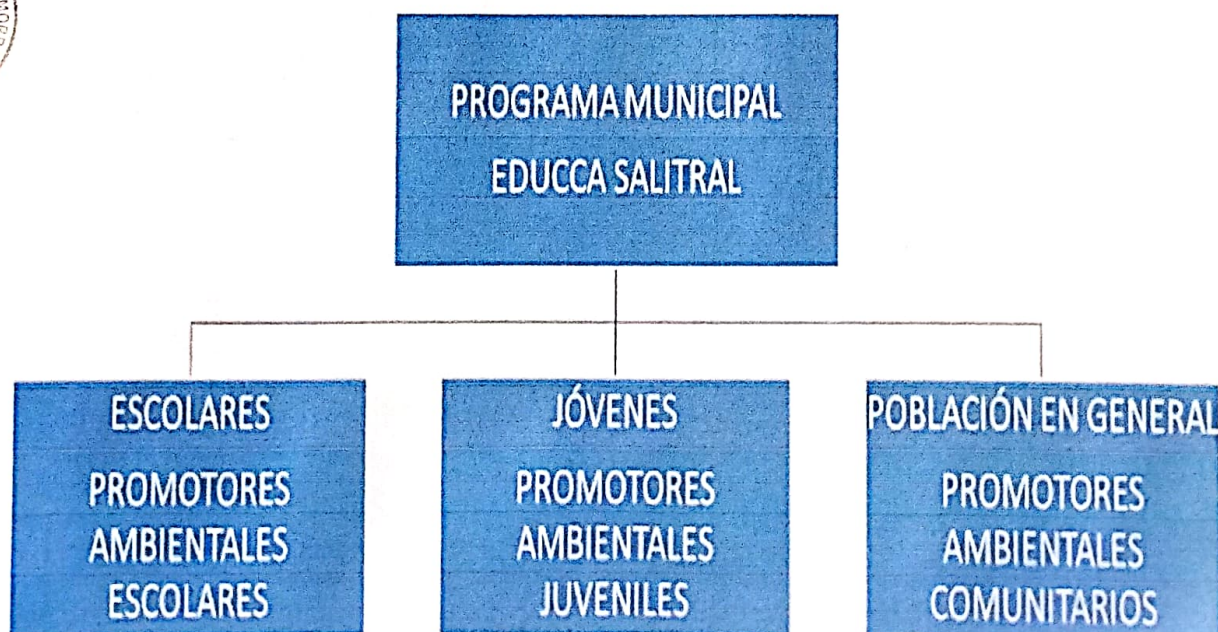 PROGRAMA MUNICIPAL
EDUCCA SALITRAL
ESCOLARES
PROMOTORES
AMBIENTALES
ESCOLARES
JÓVENES
PROMOTORES
AMBIENTALES
JUVENILES
POBLACIÓN EN GENERAL
PROMOTORES
AMBIENTALES
COMUNITARIOS